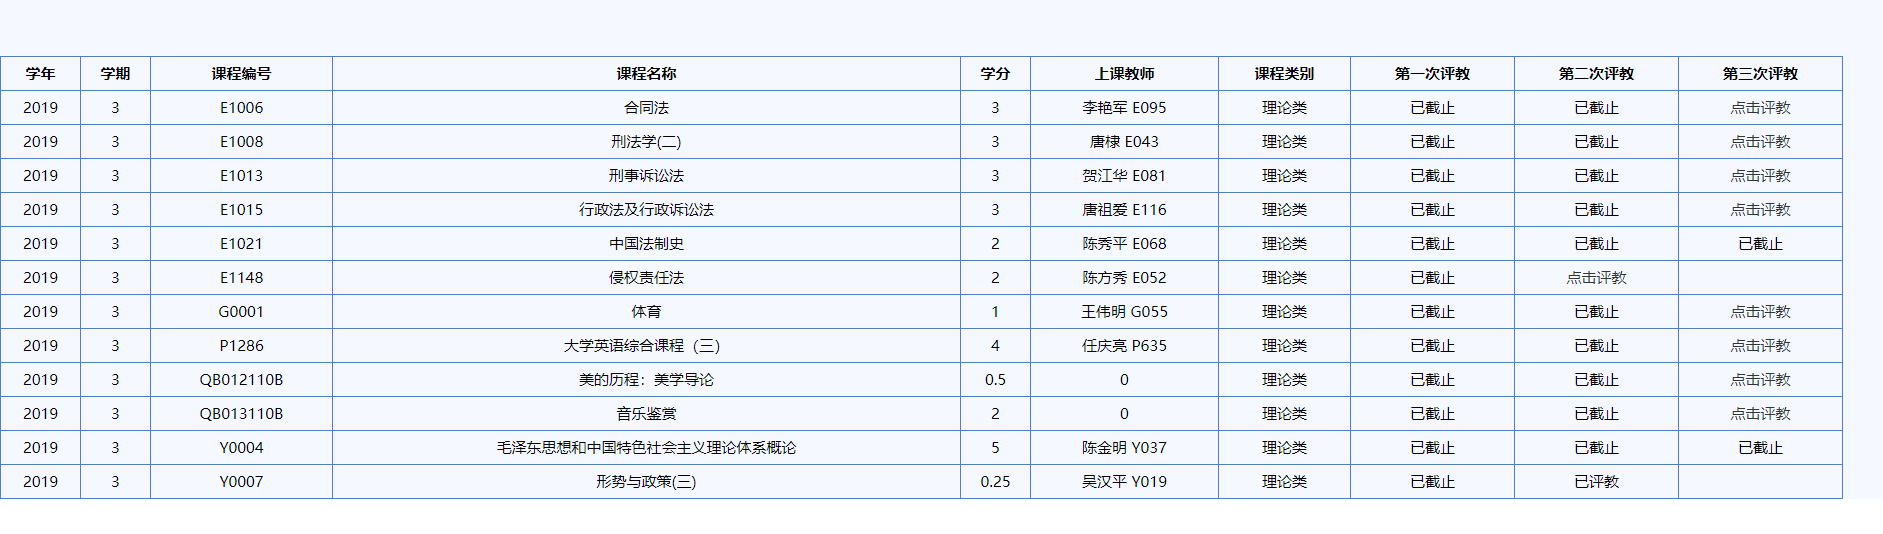 学年 学期 课程编号 课程名称 学分 上课教师 课程类别 第一次评教 第二次评教 第三次评教
2019 3 E1006 合同法 3 李艳军 E095 理论类 已截止 已截止 点击评教
2019 3 E1008 刑法学(二) 3 唐棣 E043 理论类 已截止 已截止 点击评教
2019 3 E1013 刑事诉讼法 3 贺江华 E081 理论类 已截止 已截止 点击评教
2019 3 E1015 行政法及行政诉讼法 3 唐祖爱 E116 理论类 已截止 已截止 点击评教
2019 3 E1021 中国法制史 2 陈秀平 E068 理论类 已截止 已截止 已截止
2019 3 E1148 侵权责任法 2 陈方秀 E052 理论类 已截止 点击评教
2019 3 G0001 体育 1 王伟明 G055 理论类 已截止 已截止 点击评教
2019 3 P1286 大学英语综合课程（三） 4 任庆亮 P635 理论类 已截止 已截止 点击评教
2019 3 QB012110B 美的历程：美学导论 0.5 0 理论类 已截止 已截止 点击评教
2019 3 QB013110B 音乐鉴赏 2 0 理论类 已截止 已截止 点击评教
2019 3 Y0004 毛泽东思想和中国特色社会主义理论体系概论 5 陈金明 Y037 理论类 已截止 已截止 已截止
2019 3 Y0007 形势与政策(三) 0.25 吴汉平 Y019 理论类 已截止 已评教